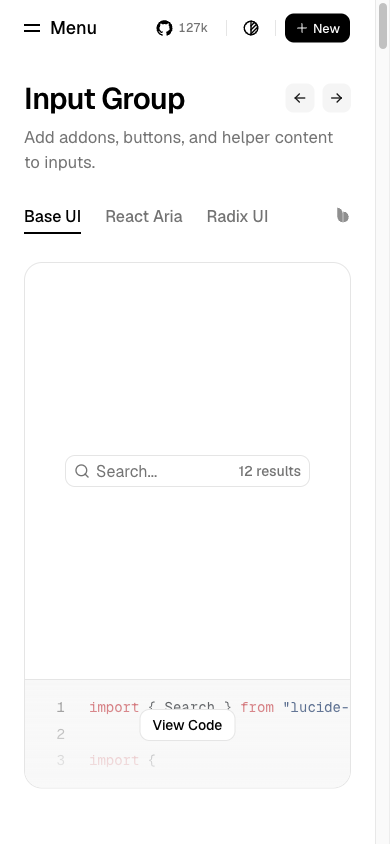 Menu
127k
New
Input Group
Add addons, buttons, and helper content
to inputs.
Base UI
React Aria
Radix UI
Search...
12 results
1 import { Search } from "lucide-
View Code
2
3 import {